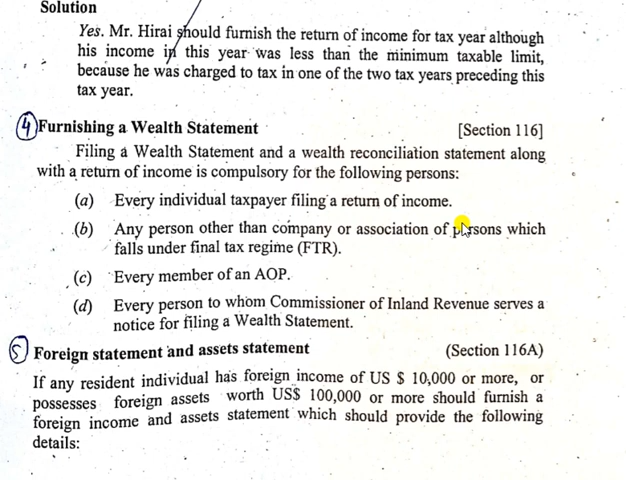 Solution
Yes. Mr. Hirai should furnish the return of income for tax year although
his income in this year was less than the minimum taxable limit,
because he was charged to tax in one of the two tax years preceding this
tax year.
4 Furnishing a Wealth Statement [Section 116]
Filing a Wealth Statement and a wealth reconciliation statement along
with a return of income is compulsory for the following persons:
(a) Every individual taxpayer filing a return of income.
(b) Any person other than company or association of persons which
falls under final tax regime (FTR).
(c) Every member of an AOP.
(d) Every person to whom Commissioner of Inland Revenue serves a
notice for filing a Wealth Statement.
5 Foreign statement and assets statement (Section 116A)
If any resident individual has foreign income of US $ 10,000 or more, or
possesses foreign assets worth US$ 100,000 or more should furnish a
foreign income and assets statement which should provide the following
details: